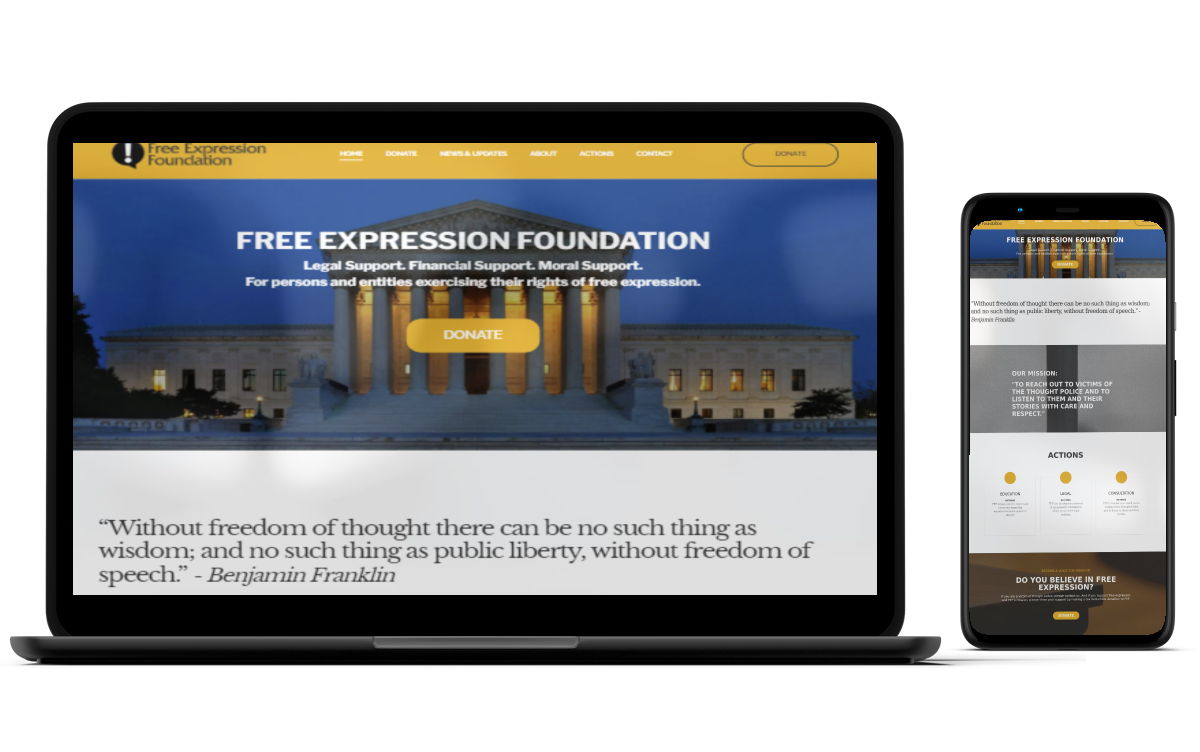 Free Expression
Foundation
HOME DONATE NEWS & UPDATES ABOUT ACTIONS CONTACT DONATE
FREE EXPRESSION FOUNDATION
Legal Support. Financial Support. Moral Support.
For persons and entities exercising their rights of free expression.
DONATE
“Without freedom of thought there can be no such thing as
wisdom; and no such thing as public liberty, without freedom of
speech.” - Benjamin Franklin
FREE EXPRESSION FOUNDATION
DONATE
"Without freedom of thought there can be no such thing as wisdom;
and no such thing as public liberty, without freedom of speech." -
Benjamin Franklin
OUR MISSION:
"TO REACH OUT TO VICTIMS OF
THE THOUGHT POLICE AND TO
LISTEN TO THEM AND THEIR
STORIES WITH CARE AND
RESPECT."
ACTIONS
EDUCATION LEGAL CONSULTATION
DO YOU BELIEVE IN FREE
EXPRESSION?
DONATE